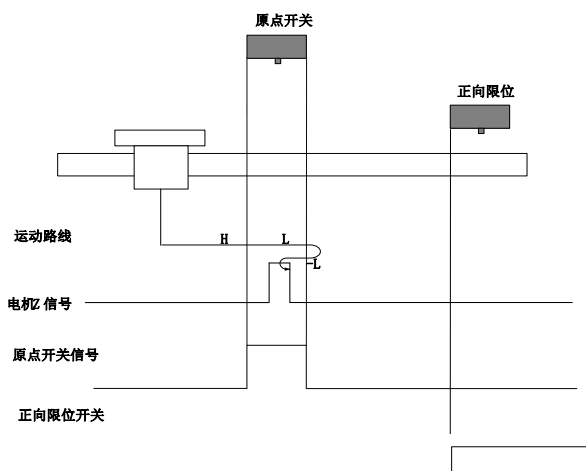 原点开关
正向限位
运动路线
H
L
-L
电机Z信号
原点开关信号
正向限位开关